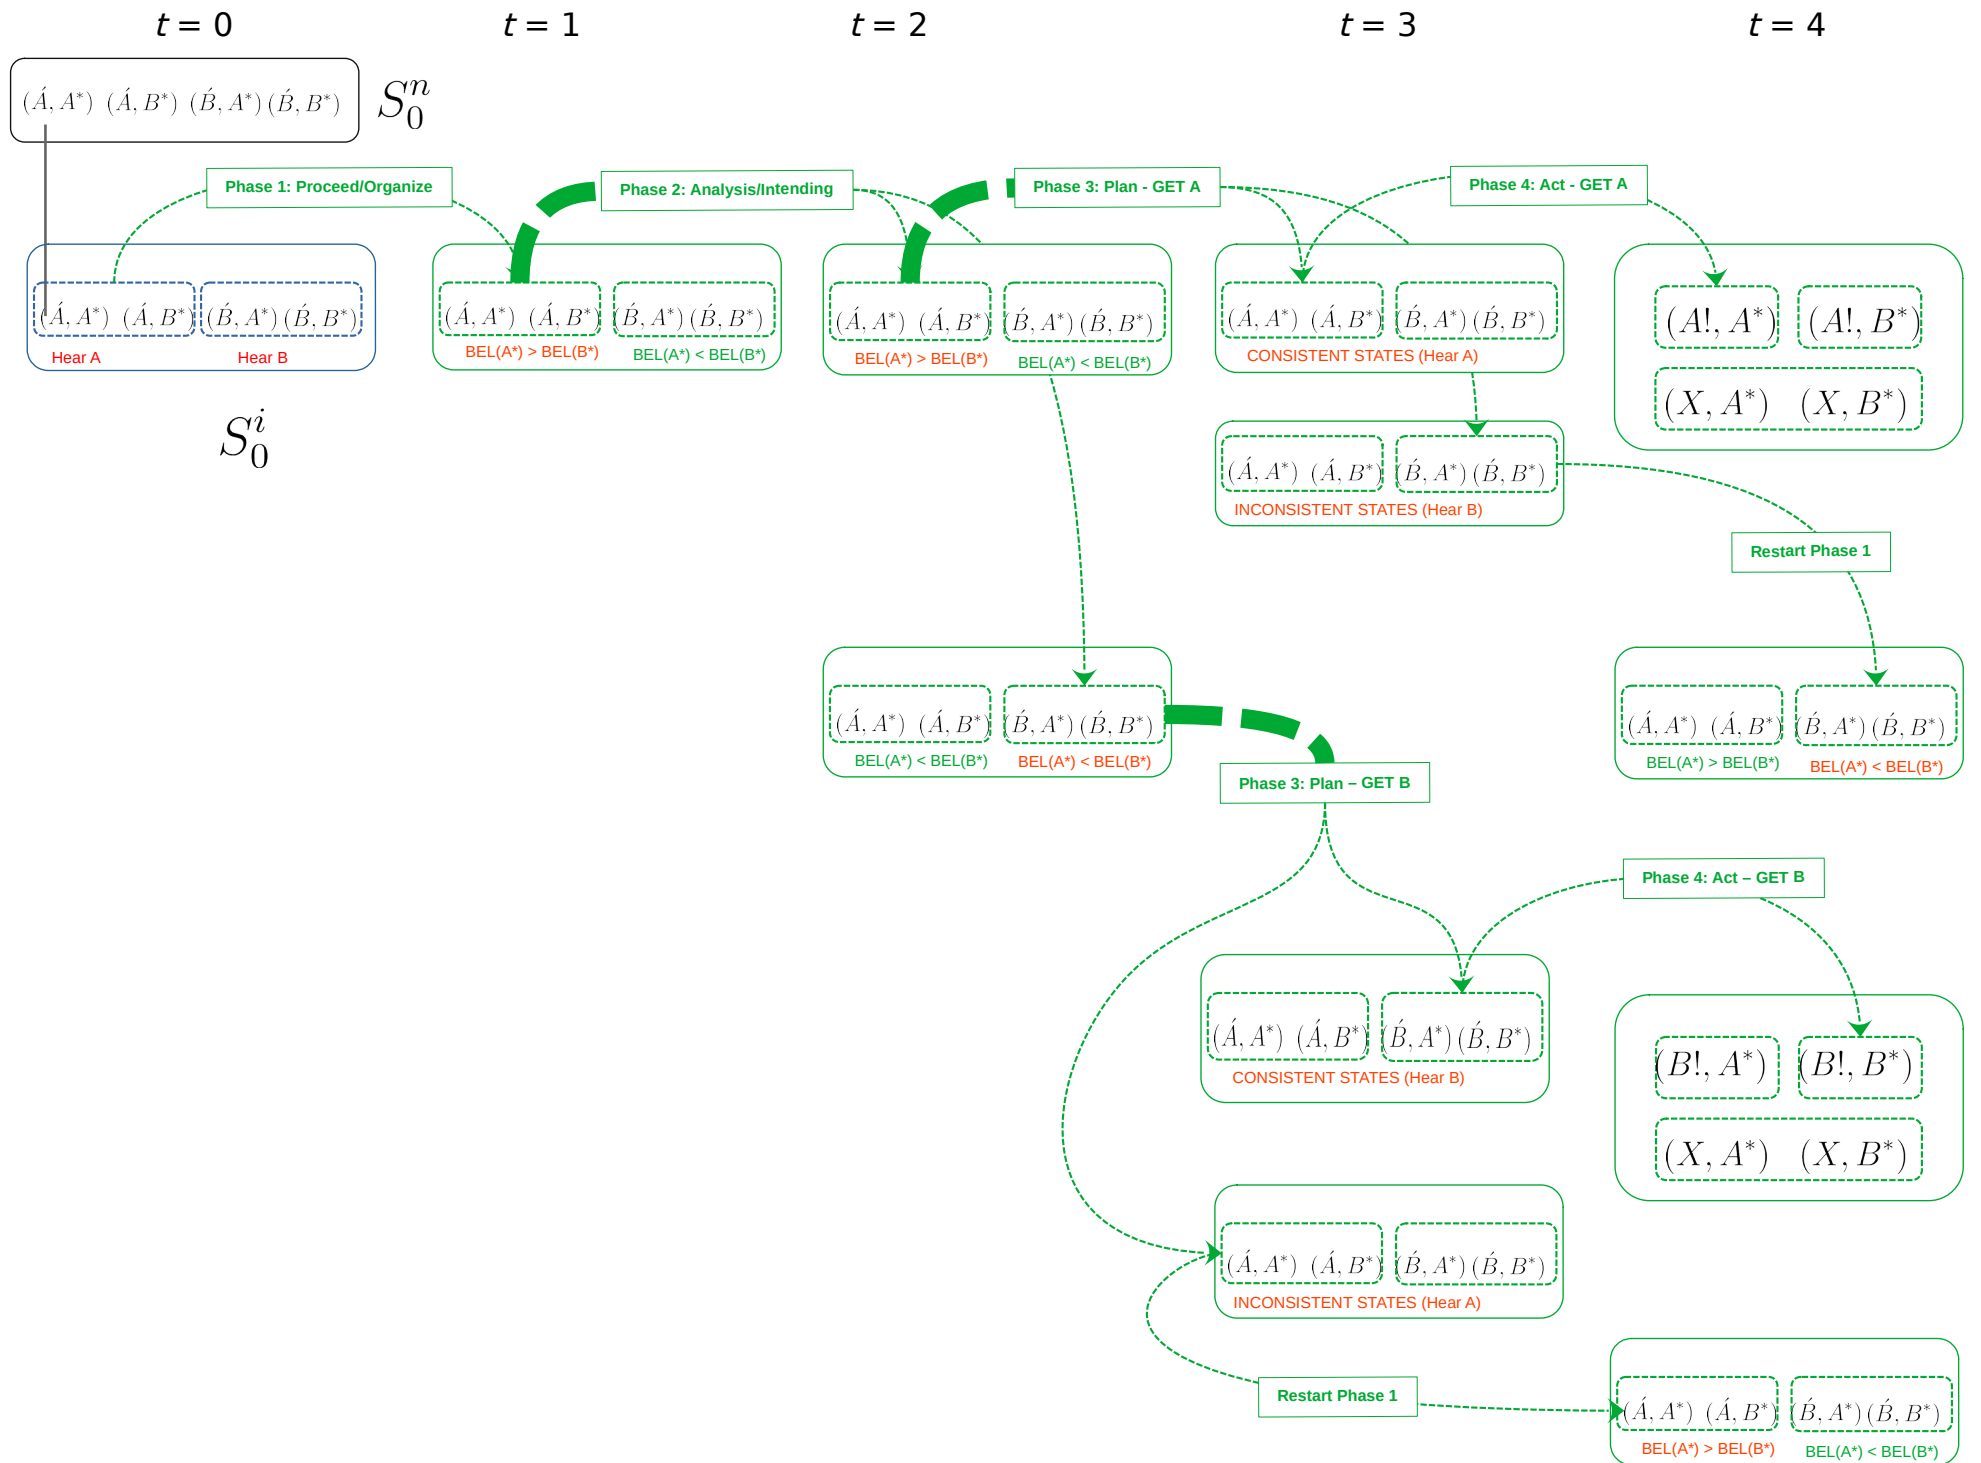 t = 0 t = 1 t = 2 t = 3 t = 4
(Á, A*) (Á, B*) (B́, A*) (B́, B*)
S₀ⁿ
Phase 1: Proceed/Organize
Phase 2: Analysis/Intending
Phase 3: Plan - GET A
Phase 4: Act - GET A
(Á, A*) (Á, B*) (B́, A*) (B́, B*)
Hear A Hear B
S₀ⁱ
(Á, A*) (Á, B*) (B́, A*) (B́, B*)
BEL(A*) > BEL(B*) BEL(A*) < BEL(B*)
(Á, A*) (Á, B*) (B́, A*) (B́, B*)
BEL(A*) > BEL(B*) BEL(A*) < BEL(B*)
(Á, A*) (Á, B*) (B́, A*) (B́, B*)
CONSISTENT STATES (Hear A)
(A!, A*) (A!, B*)
(X, A*) (X, B*)
(Á, A*) (Á, B*) (B́, A*) (B́, B*)
INCONSISTENT STATES (Hear B)
Restart Phase 1
(Á, A*) (Á, B*) (B́, A*) (B́, B*)
BEL(A*) < BEL(B*) BEL(A*) < BEL(B*)
(Á, A*) (Á, B*) (B́, A*) (B́, B*)
BEL(A*) > BEL(B*) BEL(A*) < BEL(B*)
Phase 3: Plan – GET B
Phase 4: Act – GET B
(Á, A*) (Á, B*) (B́, A*) (B́, B*)
CONSISTENT STATES (Hear B)
(B!, A*) (B!, B*)
(X, A*) (X, B*)
(Á, A*) (Á, B*) (B́, A*) (B́, B*)
INCONSISTENT STATES (Hear A)
Restart Phase 1
(Á, A*) (Á, B*) (B́, A*) (B́, B*)
BEL(A*) > BEL(B*) BEL(A*) < BEL(B*)